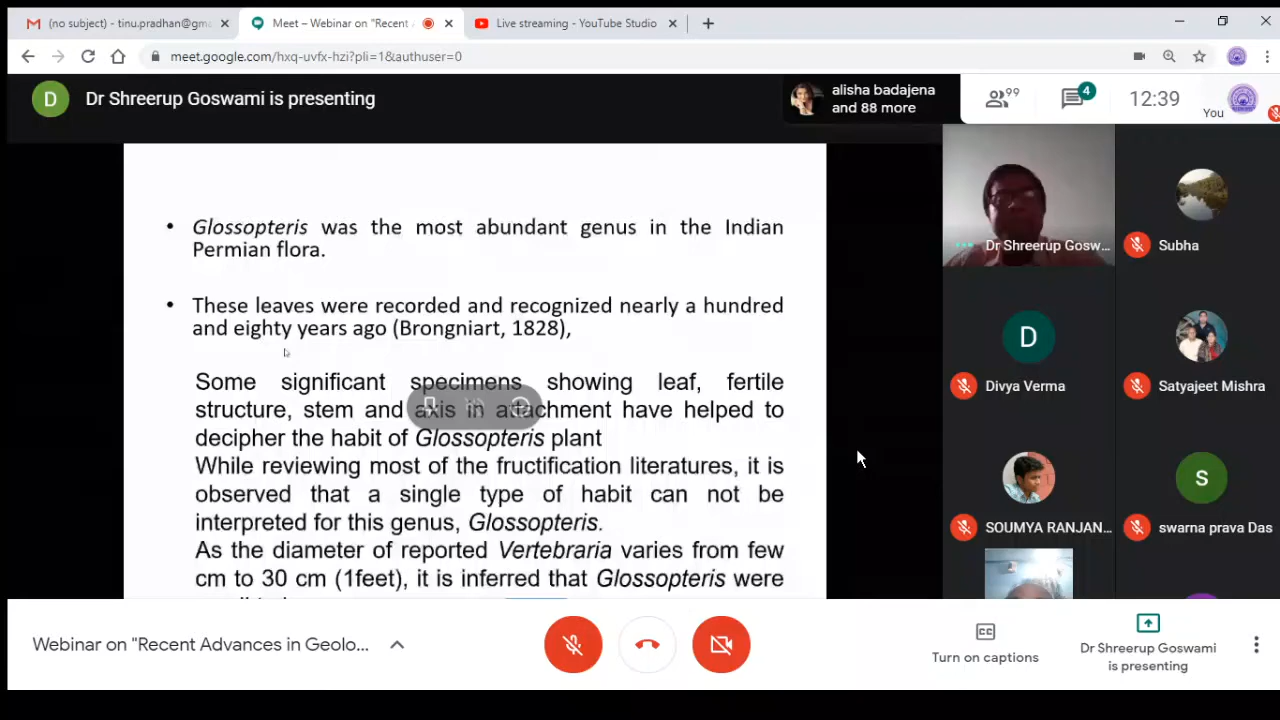 (no subject) - tinu.pradhan@gm
Meet – Webinar on "Recent
Live streaming - YouTube Studio
meet.google.com/hxq-uvfx-hzi?pli=1&authuser=0
D
Dr Shreerup Goswami is presenting
alisha badajena
and 88 more
99
4
12:39
You
Glossopteris was the most abundant genus in the Indian
Permian flora.
These leaves were recorded and recognized nearly a hundred
and eighty years ago (Brongniart, 1828),
Some significant specimens showing leaf, fertile
structure, stem and axis in attachment have helped to
decipher the habit of Glossopteris plant
While reviewing most of the fructification literatures, it is
observed that a single type of habit can not be
interpreted for this genus, Glossopteris.
As the diameter of reported Vertebraria varies from few
cm to 30 cm (1feet), it is inferred that Glossopteris were
Dr Shreerup Gosw...
Subha
D
Divya Verma
Satyajeet Mishra
SOUMYA RANJAN...
S
swarna prava Das
Webinar on "Recent Advances in Geolo...
CC
Turn on captions
Dr Shreerup Goswami
is presenting